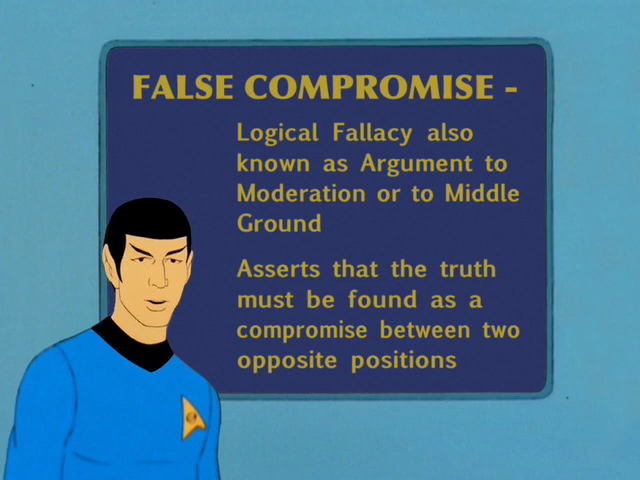 FALSE COMPROMISE -
Logical Fallacy also
known as Argument to
Moderation or to Middle
Ground
Asserts that the truth
must be found as a
compromise between two
opposite positions